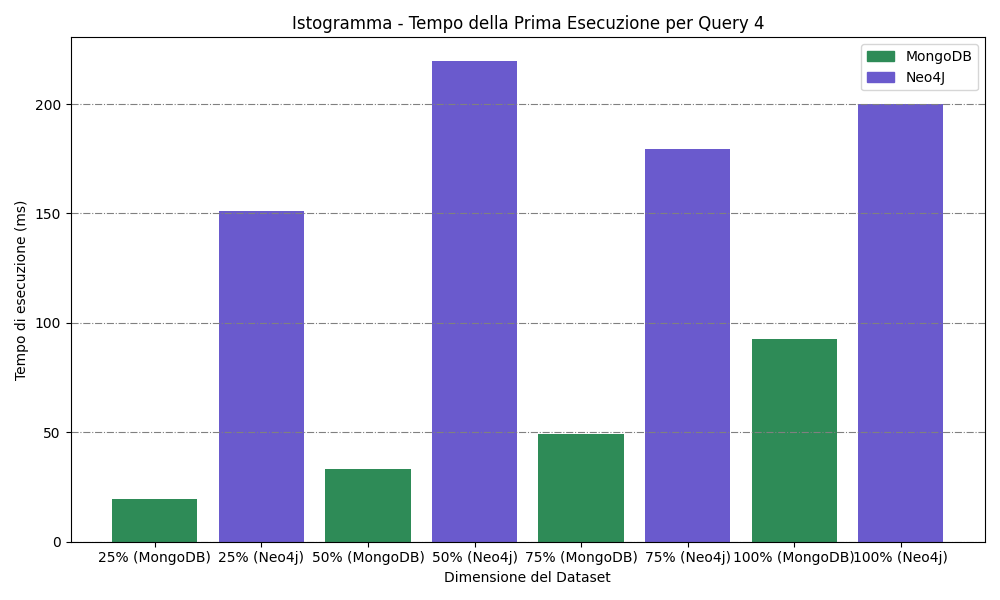 Istogramma - Tempo della Prima Esecuzione per Query 4
MongoDB
Neo4J
Tempo di esecuzione (ms)
200
150
100
50
0
25% (MongoDB)
25% (Neo4j)
50% (MongoDB)
50% (Neo4j)
75% (MongoDB)
75% (Neo4j)
100% (MongoDB)
100% (Neo4j)
Dimensione del Dataset